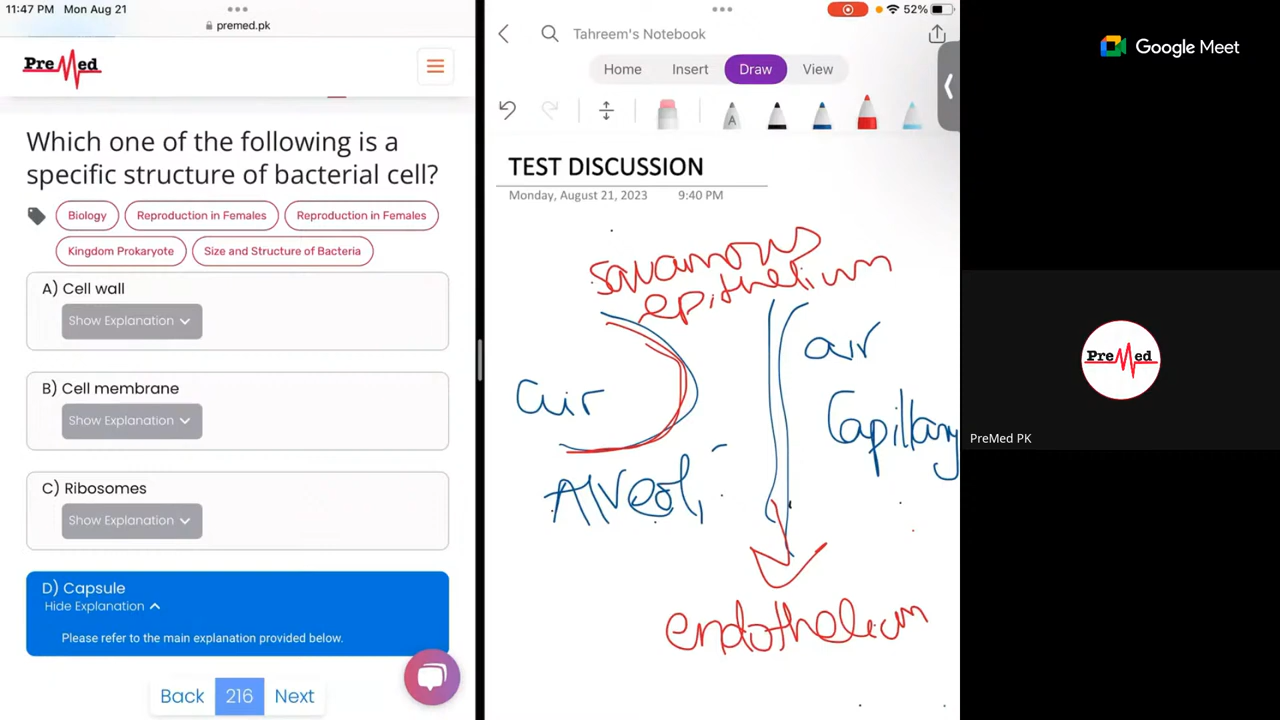 11:47 PM Mon Aug 21
premed.pk
PreMed
Which one of the following is a
specific structure of bacterial cell?
Biology
Reproduction in Females
Reproduction in Females
Kingdom Prokaryote
Size and Structure of Bacteria
A) Cell wall
Show Explanation
B) Cell membrane
Show Explanation
C) Ribosomes
Show Explanation
D) Capsule
Hide Explanation
Please refer to the main explanation provided below.
Back 216 Next
52%
Tahreem's Notebook
Home Insert Draw View
A
TEST DISCUSSION
Monday, August 21, 2023 9:40 PM
squamous
epithelium
air
air
Capillary
Alveoli
endothelium
Google Meet
PreMed
PreMed PK